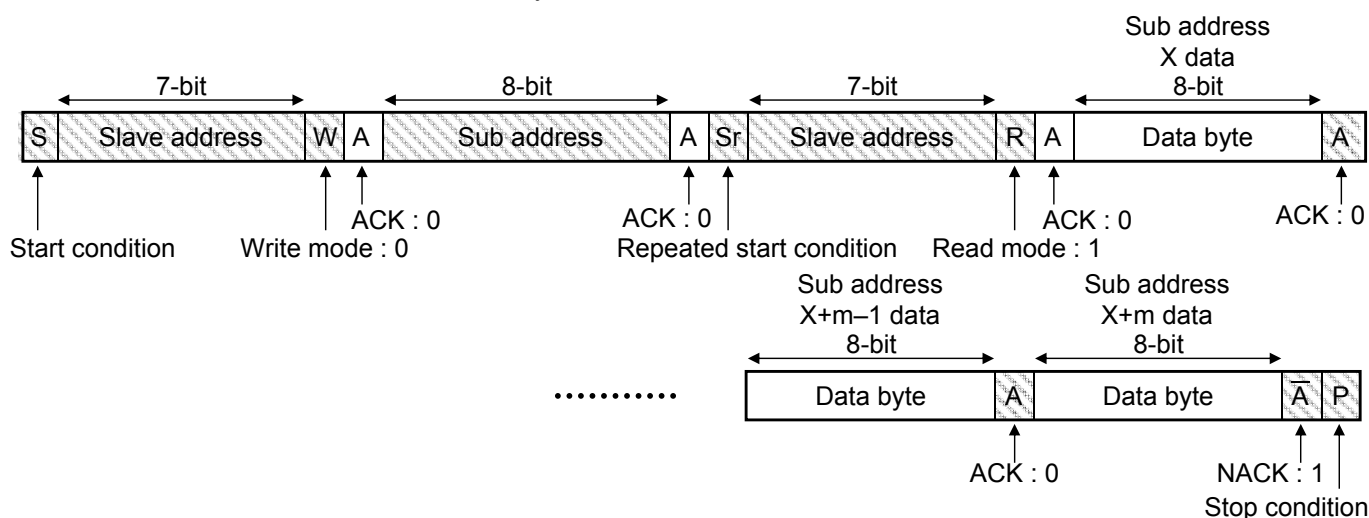 Sub address
X data
7-bit 8-bit 7-bit 8-bit
S Slave address W A Sub address A Sr Slave address R A Data byte A
ACK : 0 ACK : 0 ACK : 0 ACK : 0
Start condition Write mode : 0 Repeated start condition Read mode : 1
Sub address Sub address
X+m–1 data X+m data
8-bit 8-bit
Data byte A Data byte A̅ P
ACK : 0 NACK : 1
Stop condition